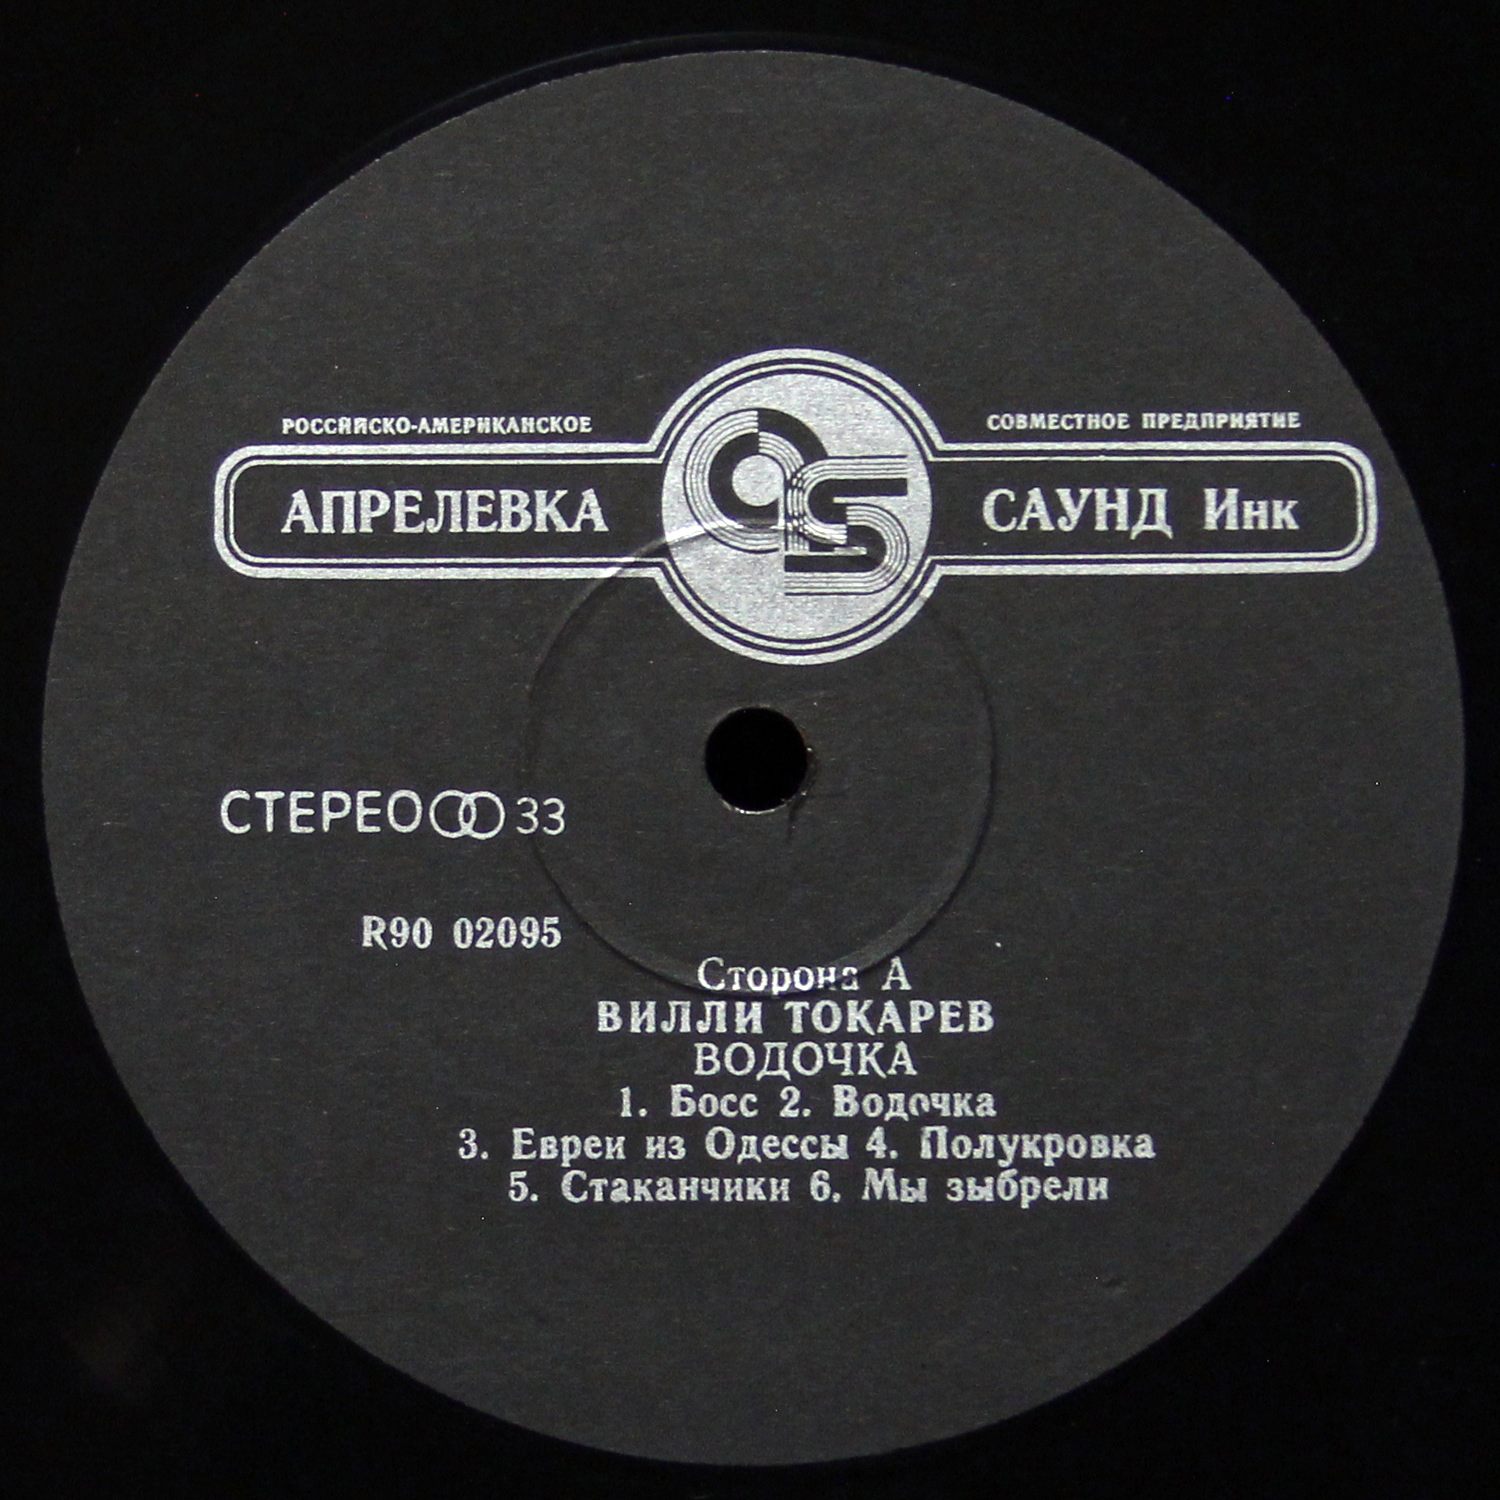 РОССИЙСКО-АМЕРИКАНСКОЕ СОВМЕСТНОЕ ПРЕДПРИЯТИЕ
АПРЕЛЕВКА САУНД Инк
СТЕРЕО 33
R90 02095
Сторона А
ВИЛЛИ ТОКАРЕВ
ВОДОЧКА
1. Босс 2. Водочка
3. Евреи из Одессы 4. Полукровка
5. Стаканчики 6. Мы зыбрели